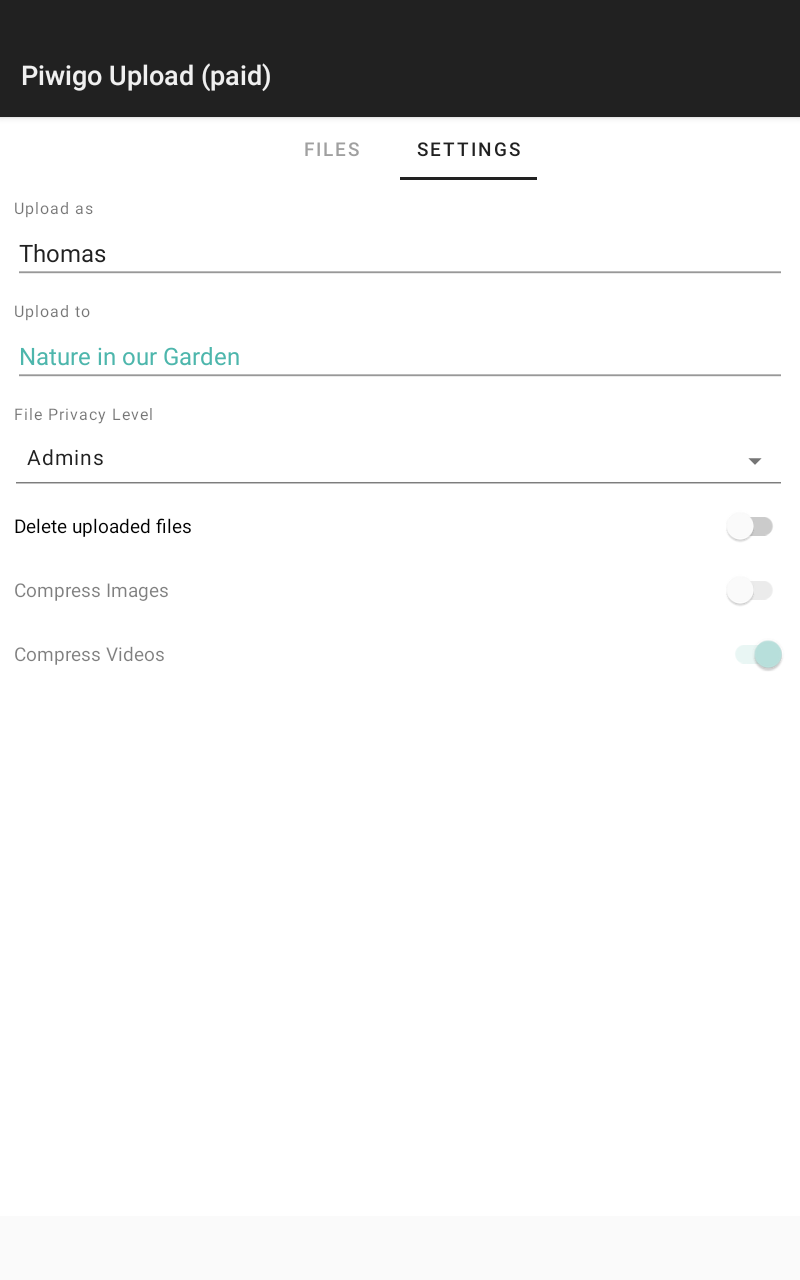 Piwigo Upload (paid)
FILES SETTINGS
Upload as
Thomas
Upload to
Nature in our Garden
File Privacy Level
Admins
Delete uploaded files
Compress Images
Compress Videos